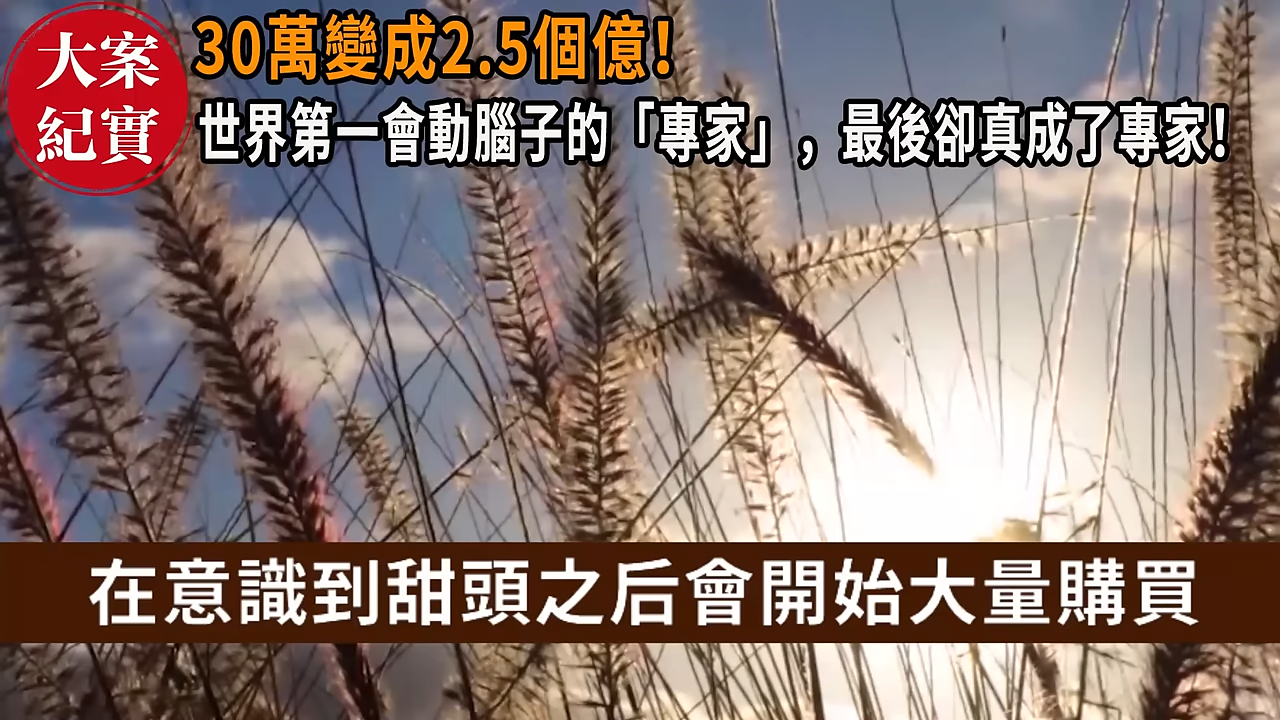 大案
紀實
30萬變成2.5個億！
世界第一會動腦子的「專家」，最後卻真成了專家！
在意識到甜頭之后會開始大量購買